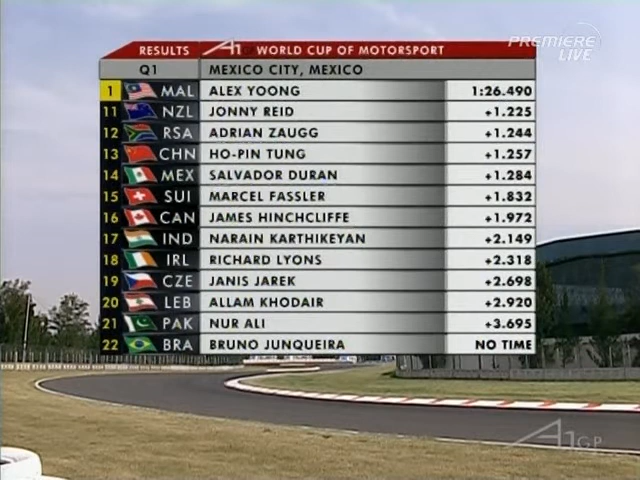 RESULTS A1 WORLD CUP OF MOTORSPORT
PREMIERE
LIVE
Q1 MEXICO CITY, MEXICO
1 MAL ALEX YOONG 1:26.490
11 NZL JONNY REID +1.225
12 RSA ADRIAN ZAUGG +1.244
13 CHN HO-PIN TUNG +1.257
14 MEX SALVADOR DURAN +1.284
15 SUI MARCEL FASSLER +1.832
16 CAN JAMES HINCHCLIFFE +1.972
17 IND NARAIN KARTHIKEYAN +2.149
18 IRL RICHARD LYONS +2.318
19 CZE JANIS JAREK +2.698
20 LEB ALLAM KHODAIR +2.920
21 PAK NUR ALI +3.695
22 BRA BRUNO JUNQUEIRA NO TIME
A1GP